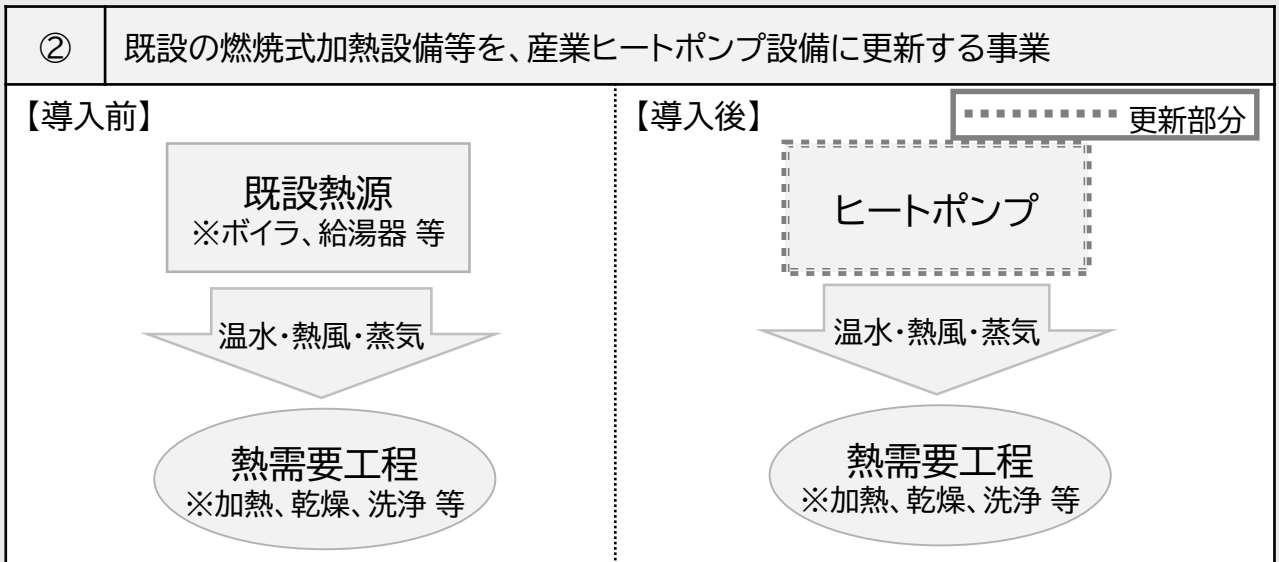 ② 既設の燃焼式加熱設備等を、産業ヒートポンプ設備に更新する事業
【導入前】
既設熱源
※ボイラ、給湯器 等
温水・熱風・蒸気
熱需要工程
※加熱、乾燥、洗浄 等
【導入後】
更新部分
ヒートポンプ
温水・熱風・蒸気
熱需要工程
※加熱、乾燥、洗浄 等